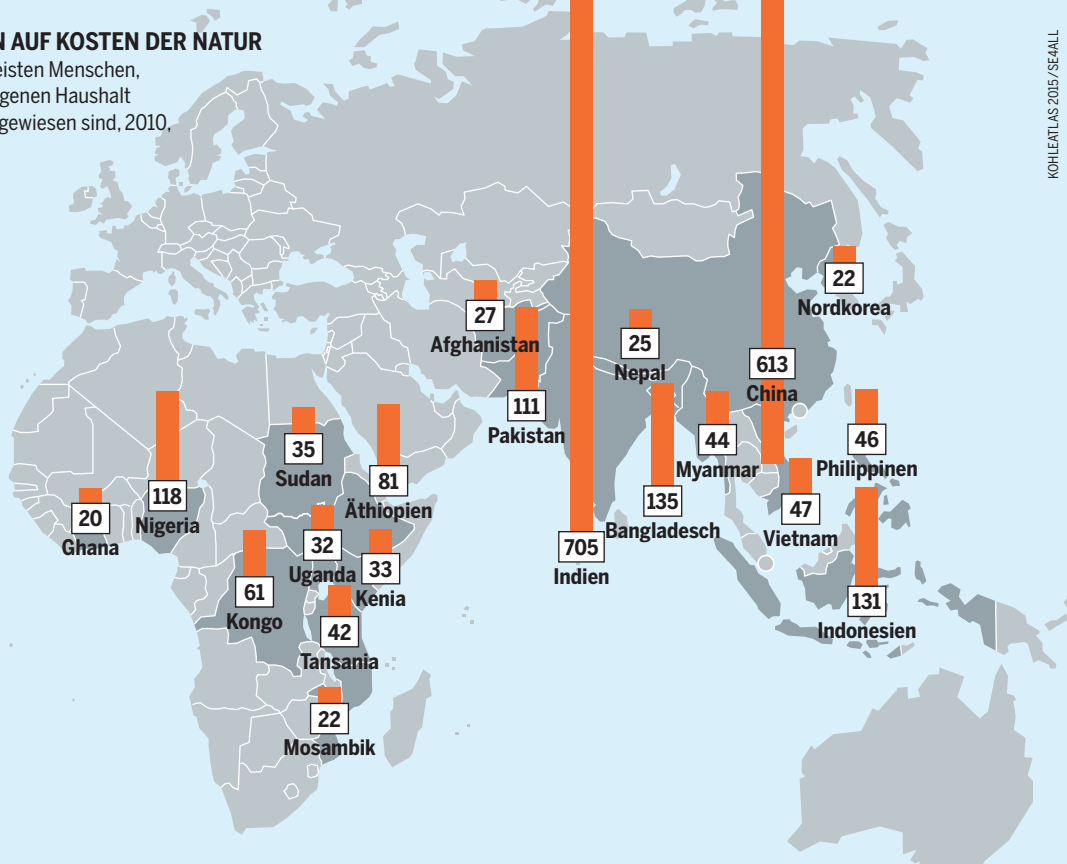 N AUF KOSTEN DER NATUR
eisten Menschen,
genen Haushalt
gewiesen sind, 2010,
KOHLEATLAS 2015/SE4ALL
22
Nordkorea
27
Afghanistan
25
Nepal
613
China
111
Pakistan
44
Myanmar
46
Philippinen
35
Sudan
81
Äthiopien
118
Nigeria
20
Ghana
135
Bangladesch
47
Vietnam
705
Indien
32
Uganda
33
Kenia
61
Kongo
131
Indonesien
42
Tansania
22
Mosambik